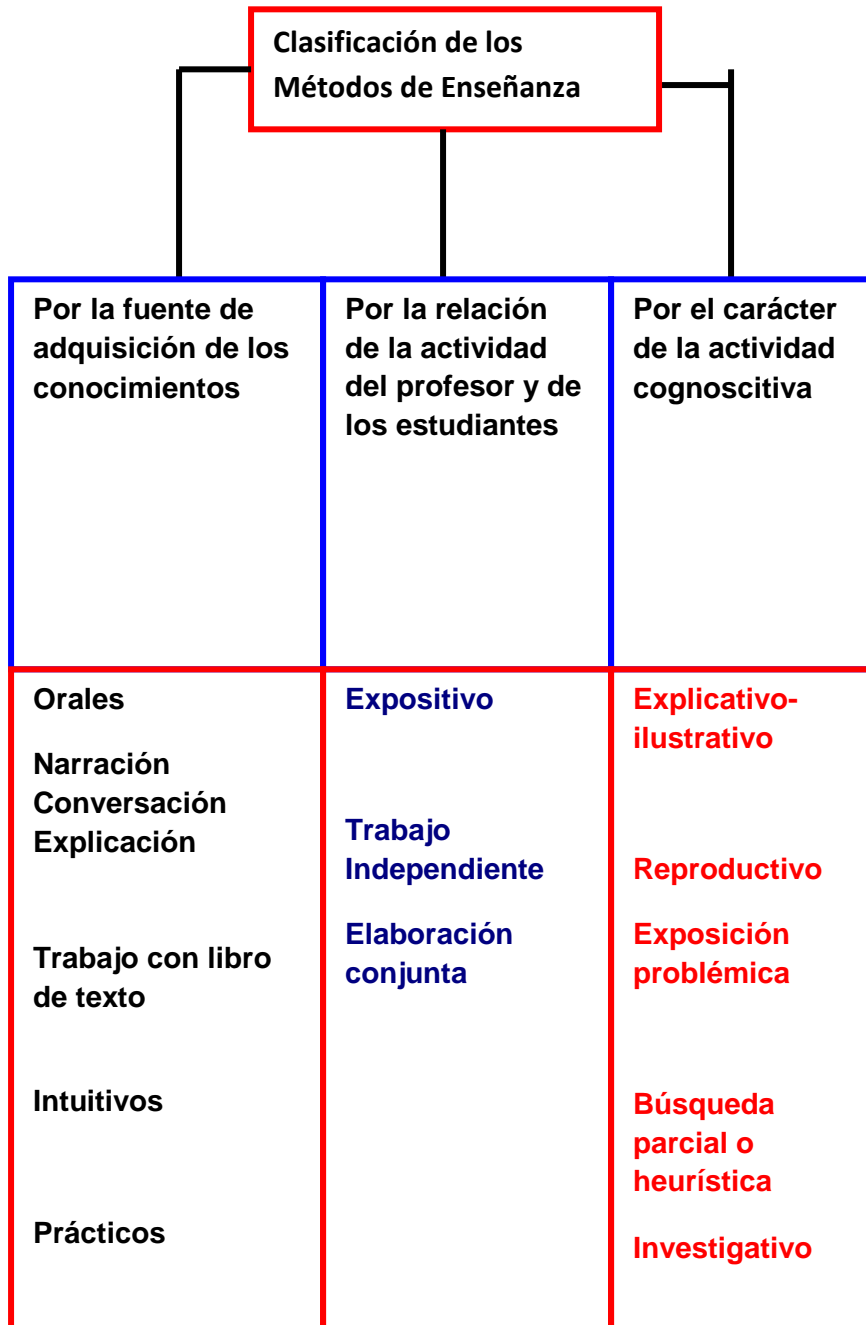 Clasificación de los
Métodos de Enseñanza
Por la fuente de
adquisición de los
conocimientos
Por la relación
de la actividad
del profesor y de
los estudiantes
Por el carácter
de la actividad
cognoscitiva
Orales
Narración
Conversación
Explicación
Trabajo con libro
de texto
Intuitivos
Prácticos
Expositivo
Trabajo
Independiente
Elaboración
conjunta
Explicativo-
ilustrativo
Reproductivo
Exposición
problémica
Búsqueda
parcial o
heurística
Investigativo